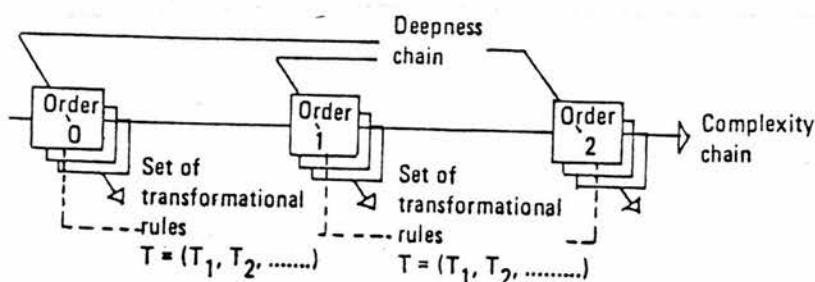 Deepness
chain
Order
0
Order
1
Order
2
Complexity
chain
Set of
transformational
rules
T = (T1, T2, .......)
Set of
transformational
rules
T = (T1, T2, .........)